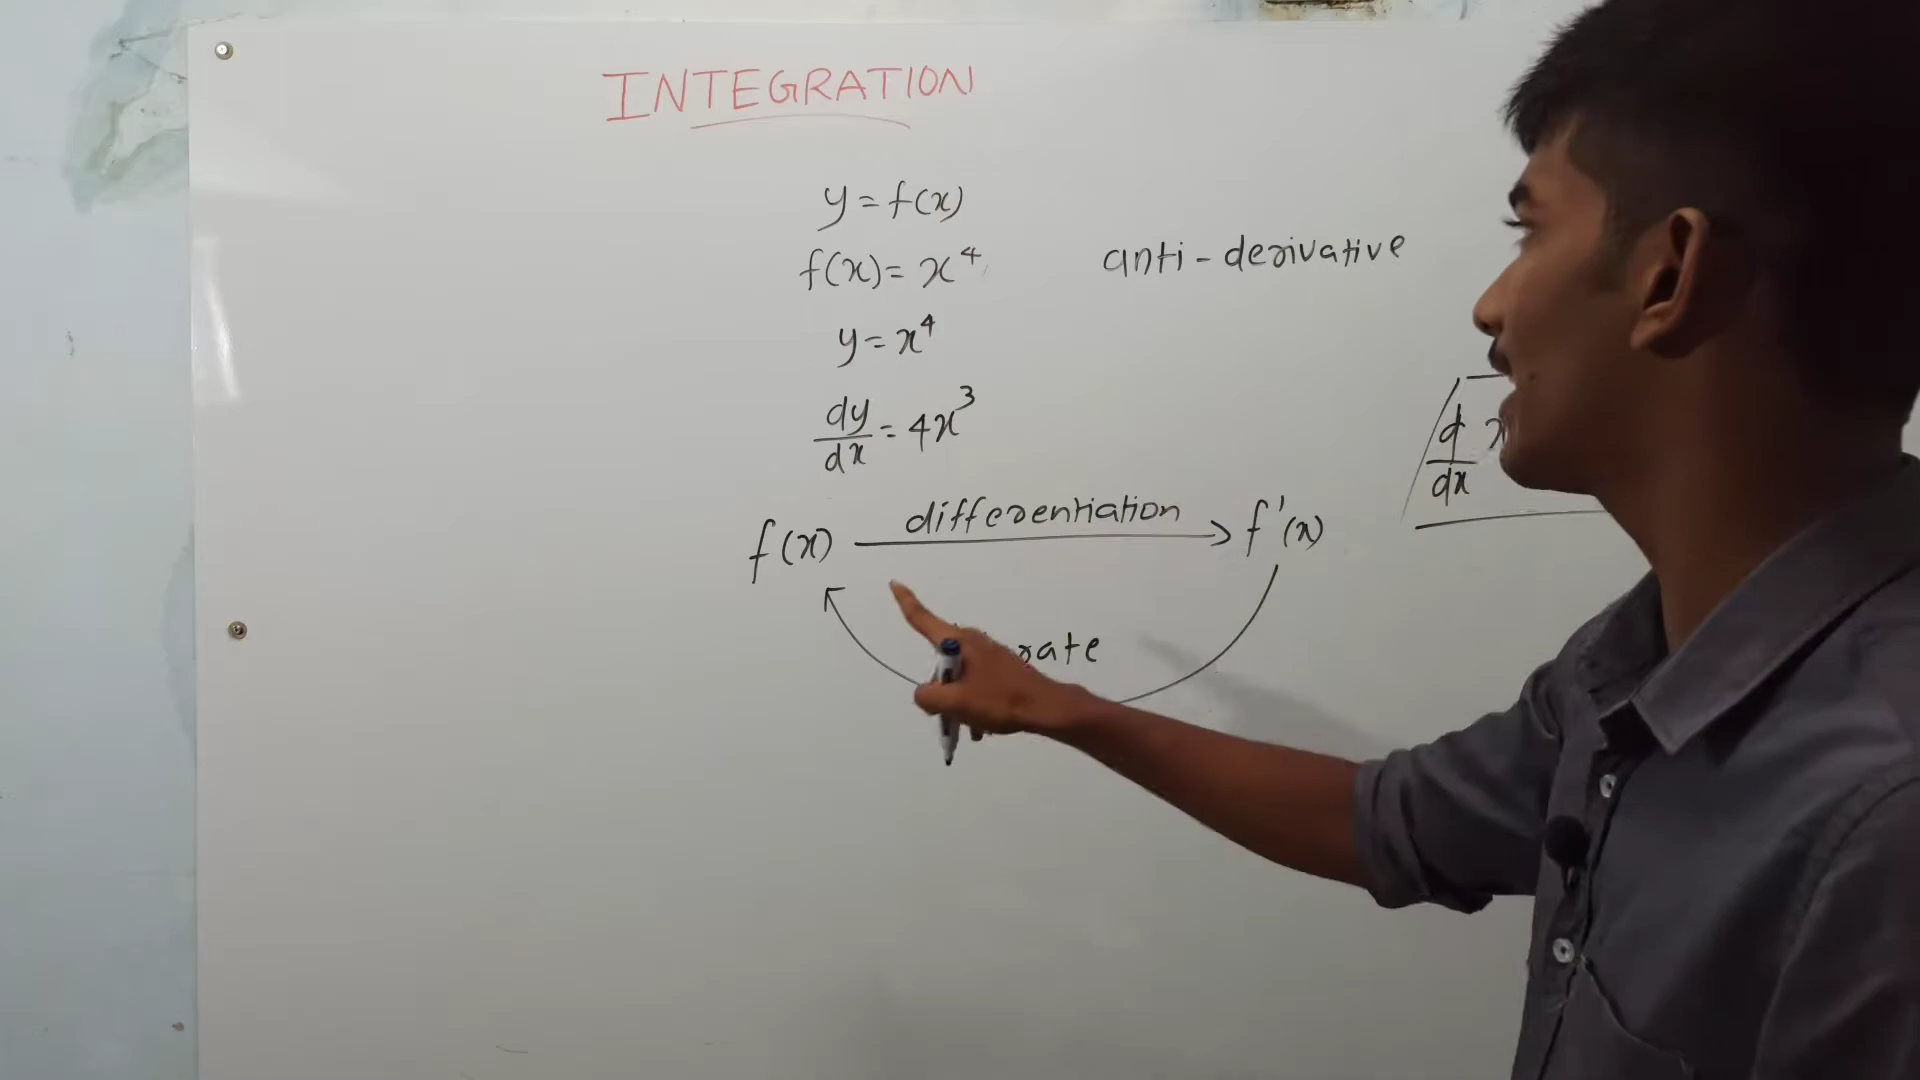 INTEGRATION
y = f(x)
f(x) = x⁴
anti - derivative
y = x⁴
dy/dx = 4x³
d/dx x
differentiation
f(x) → f'(x)